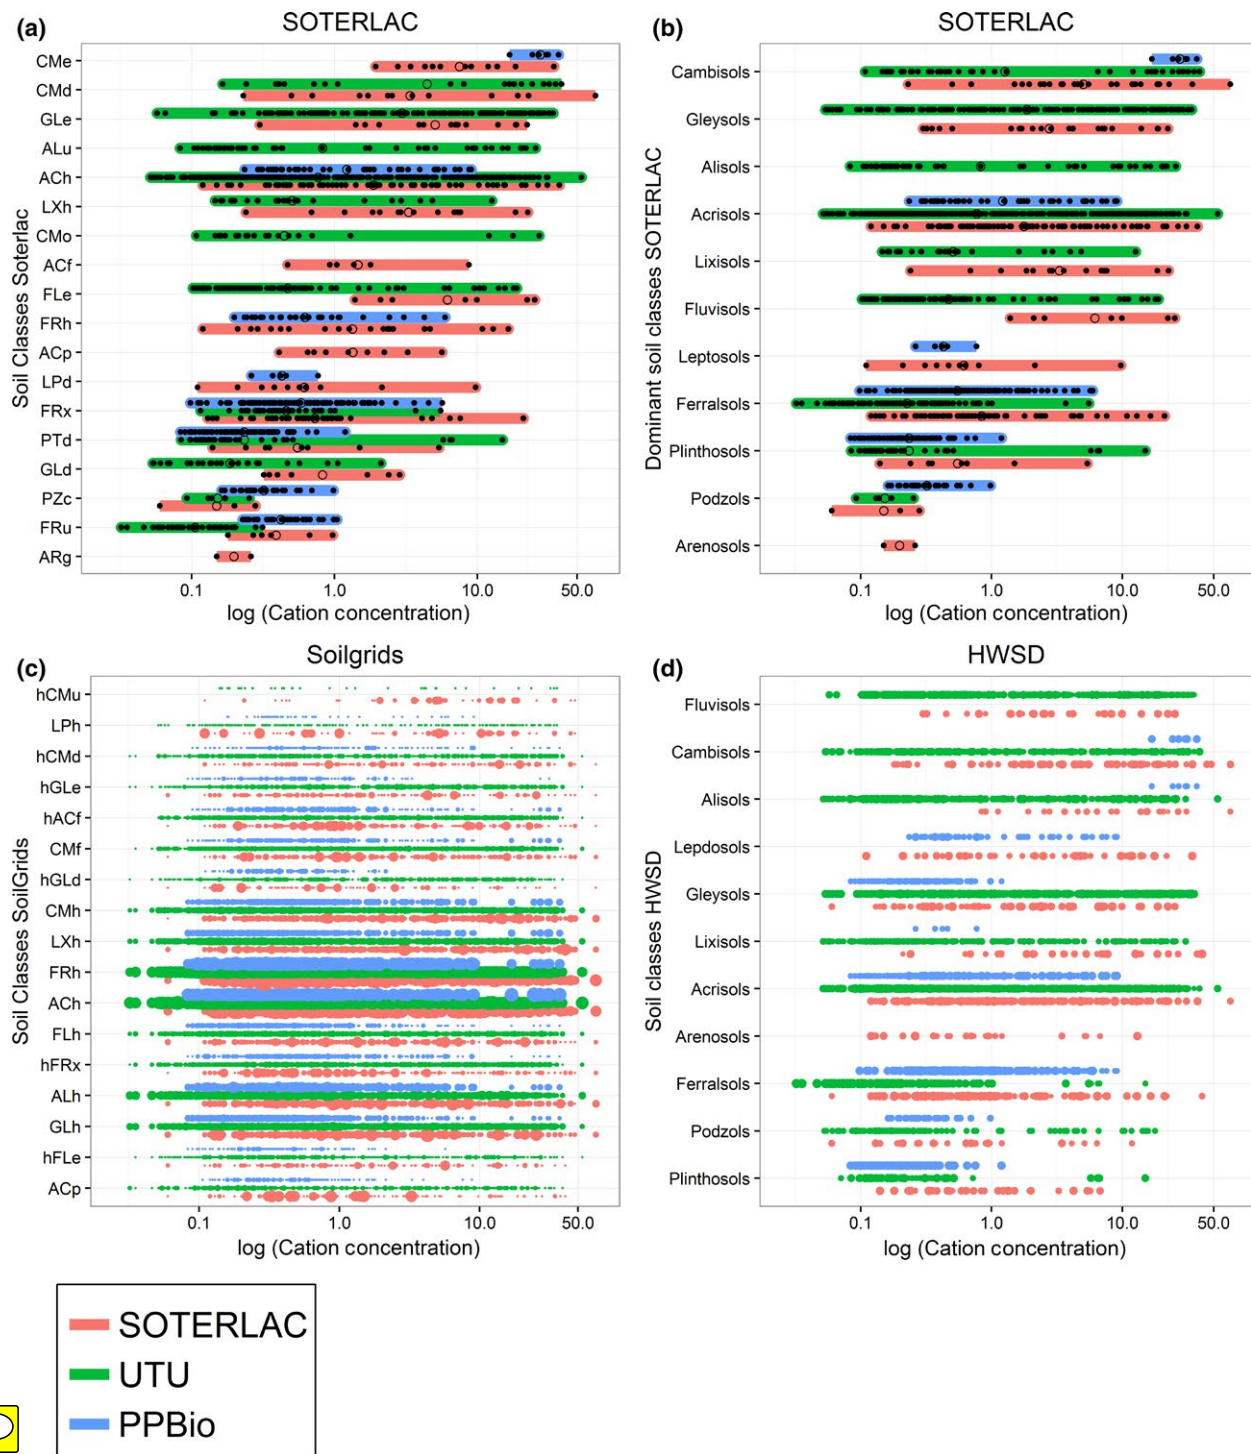 (a)
SOTERLAC
CMe
CMd
GLe
ALu
ACh
LXh
CMo
ACf
FLe
FRh
ACp
LPd
FRx
PTd
GLd
PZc
FRu
ARg
Soil Classes Soterlac
0.1 1.0 10.0 50.0
log (Cation concentration)
(b)
SOTERLAC
Cambisols
Gleysols
Alisols
Acrisols
Lixisols
Fluvisols
Leptosols
Ferralsols
Plinthosols
Podzols
Arenosols
Dominant soil classes SOTERLAC
0.1 1.0 10.0 50.0
log (Cation concentration)
(c)
Soilgrids
hCMu
LPh
hCMd
hGLe
hACf
CMf
hGLd
CMh
LXh
FRh
ACh
FLh
hFRx
ALh
GLh
hFLe
ACp
Soil Classes SoilGrids
0.1 1.0 10.0 50.0
log (Cation concentration)
(d)
HWSD
Fluvisols
Cambisols
Alisols
Lepdosols
Gleysols
Lixisols
Acrisols
Arenosols
Ferralsols
Podzols
Plinthosols
Soil classes HWSD
0.1 1.0 10.0 50.0
log (Cation concentration)
SOTERLAC
UTU
PPBio